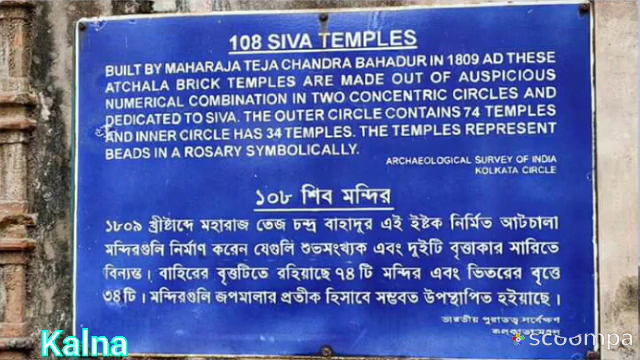 108 SIVA TEMPLES
BUILT BY MAHARAJA TEJA CHANDRA BAHADUR IN 1809 AD THESE
ATCHALA BRICK TEMPLES ARE MADE OUT OF AUSPICIOUS
NUMERICAL COMBINATION IN TWO CONCENTRIC CIRCLES AND
DEDICATED TO SIVA. THE OUTER CIRCLE CONTAINS 74 TEMPLES
AND INNER CIRCLE HAS 34 TEMPLES. THE TEMPLES REPRESENT
BEADS IN A ROSARY SYMBOLICALLY.
ARCHAEOLOGICAL SURVEY OF INDIA
KOLKATA CIRCLE
১০৮ শিব মন্দির
১৮০৯ খ্রীষ্টাব্দে মহারাজ তেজ চন্দ্র বাহাদুর এই ইষ্টক নির্মিত আটচালা
মন্দিরগুলি নির্মাণ করেন যেগুলি শুভসংখ্যক এবং দুইটি বৃত্তাকার সারিতে
বিন্যস্ত। বাহিরের বৃত্তটিতে রহিয়াছে ৭৪ টি মন্দির এবং ভিতরের বৃত্তে
৩৪ টি। মন্দিরগুলি জপমালার প্রতীক হিসাবে সম্ভবত উপস্থাপিত হইয়াছে।
ভারতীয় পুরাতত্ত্ব সর্বেক্ষণ
scoompa
Kalna